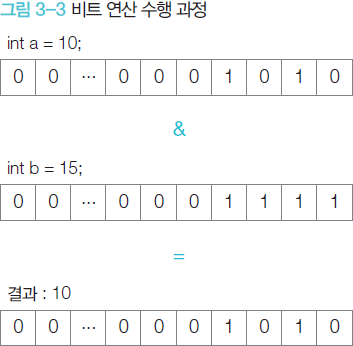 그림 3-3 비트 연산 수행 과정
int a = 10;
0 0 ··· 0 0 0 1 0 1 0
&
int b = 15;
0 0 ··· 0 0 0 1 1 1 1
=
결과 : 10
0 0 ··· 0 0 0 1 0 1 0